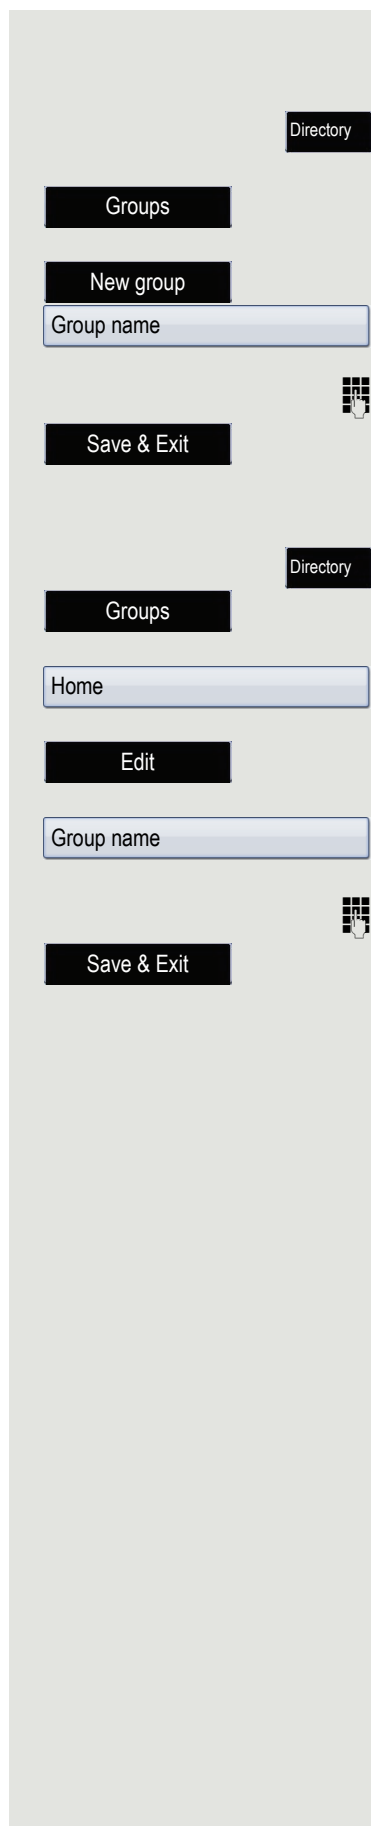 Directory
Groups
New group
Group name
Save & Exit
Directory
Groups
Home
Edit
Group name
Save & Exit